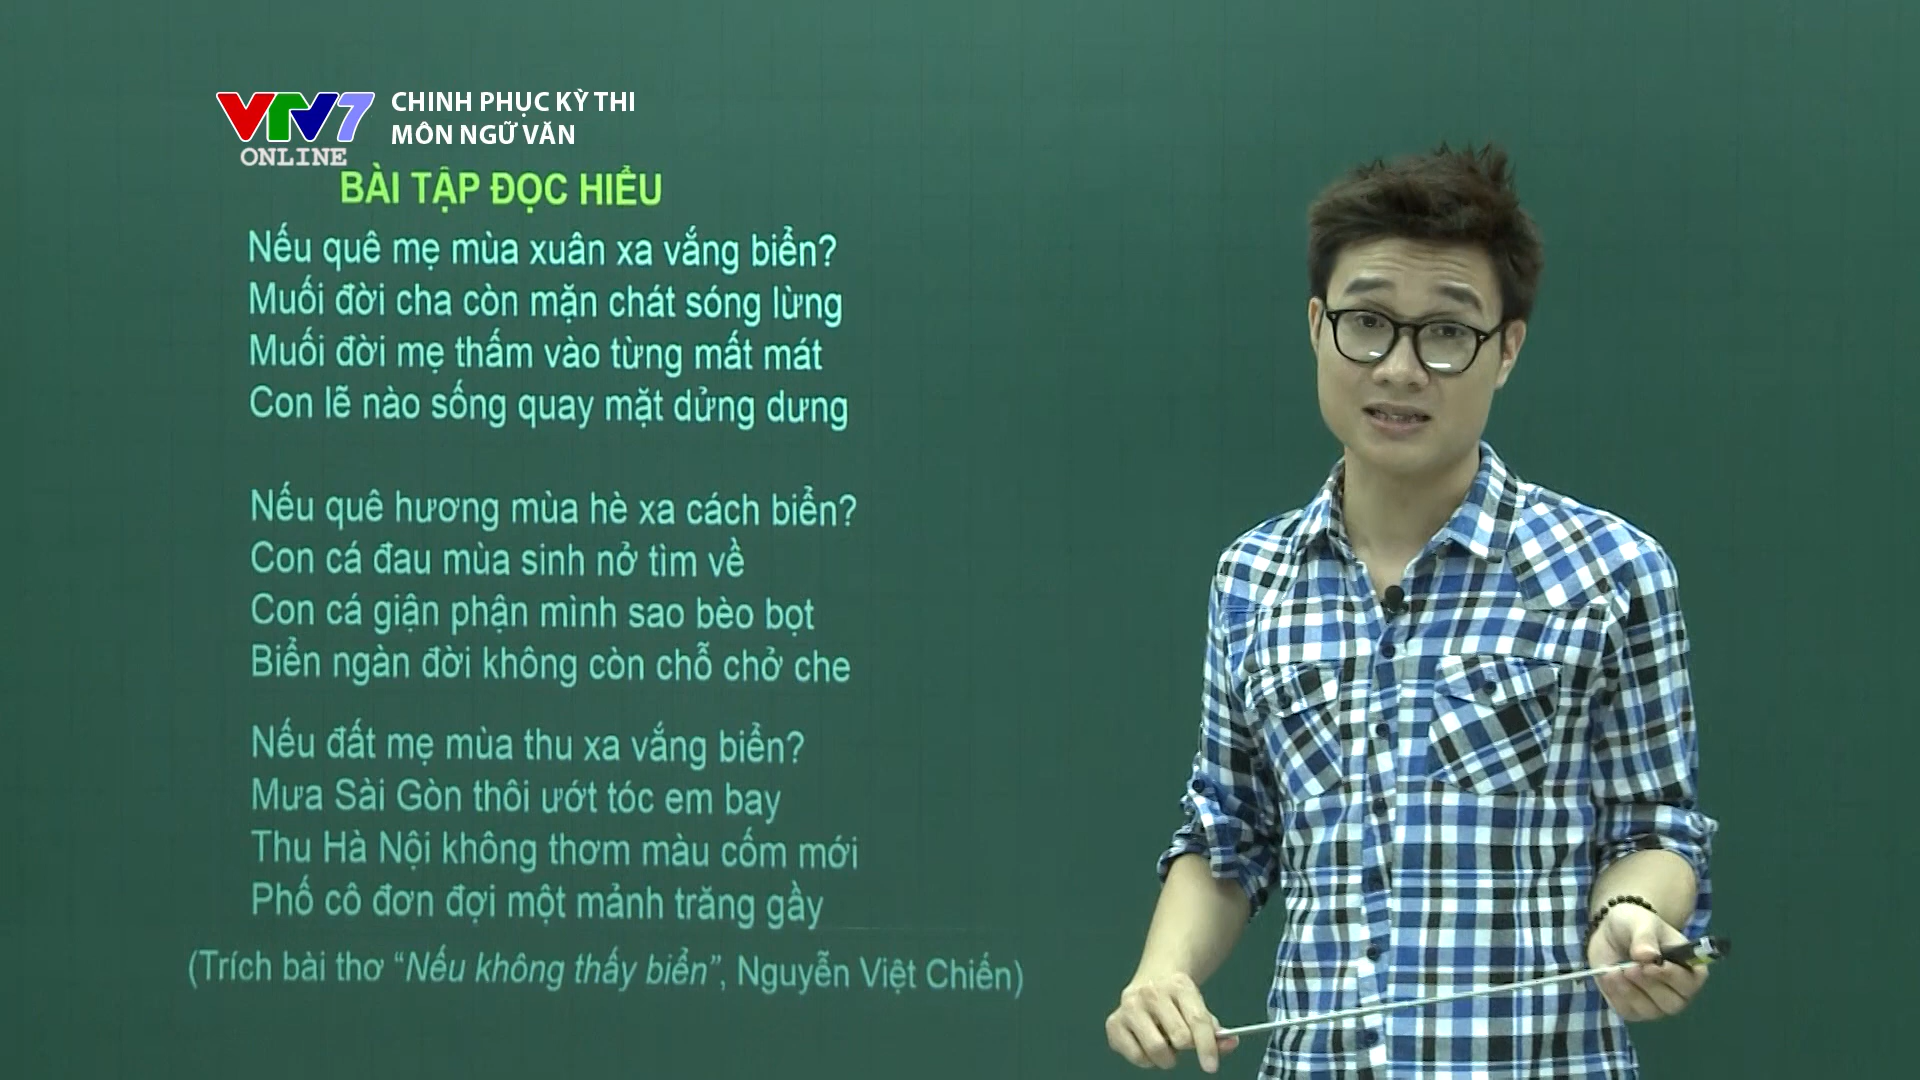 VTV7
ONLINE
CHINH PHỤC KỲ THI
MÔN NGỮ VĂN
BÀI TẬP ĐỌC HIỂU
Nếu quê mẹ mùa xuân xa vắng biển?
Muối đời cha còn mặn chát sóng lừng
Muối đời mẹ thấm vào từng mất mát
Con lẽ nào sống quay mặt dửng dưng
Nếu quê hương mùa hè xa cách biển?
Con cá đau mùa sinh nở tìm về
Con cá giận phận mình sao bèo bọt
Biển ngàn đời không còn chỗ chở che
Nếu đất mẹ mùa thu xa vắng biển?
Mưa Sài Gòn thôi ướt tóc em bay
Thu Hà Nội không thơm màu cốm mới
Phố cô đơn đợi một mảnh trăng gầy
(Trích bài thơ “Nếu không thấy biển”, Nguyễn Việt Chiến)